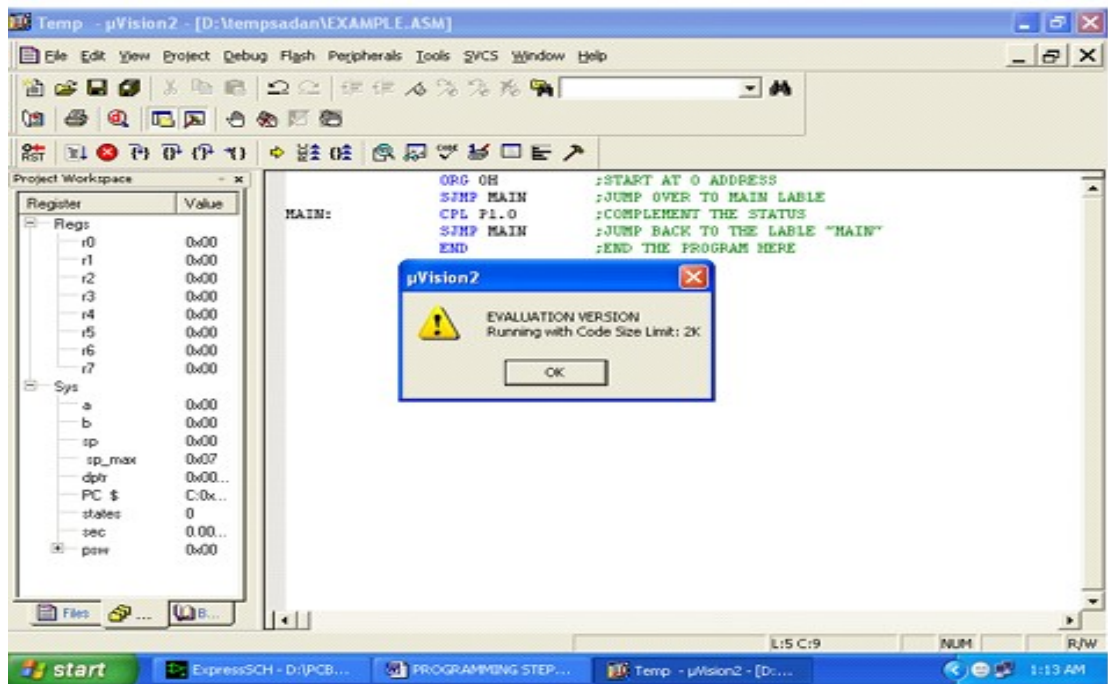 Temp - µVision2 - [D:\tempsadan\EXAMPLE.ASM]
File Edit View Project Debug Flash Peripherals Tools SVCS Window Help
RST
Project Workspace
Register Value
Regs
r0 0x00
r1 0x00
r2 0x00
r3 0x00
r4 0x00
r5 0x00
r6 0x00
r7 0x00
Sys
a 0x00
b 0x00
sp 0x00
sp_max 0x07
dptr 0x00...
PC $ C:0x...
states 0
sec 0.00...
psw 0x00
Files ... B...
ORG 0H ;START AT 0 ADDRESS
SJMP MAIN ;JUMP OVER TO MAIN LABLE
MAIN: CPL P1.0 ;COMPLEMENT THE STATUS
SJMP MAIN ;JUMP BACK TO THE LABLE "MAIN"
END ;END THE PROGRAM HERE
µVision2
EVALUATION VERSION
Running with Code Size Limit: 2K
OK
L:5 C:9 NUM R/W
start ExpressSCH - D:\PCB... PROGRAMMING STEP... Temp - µVision2 - [D:... 1:13 AM